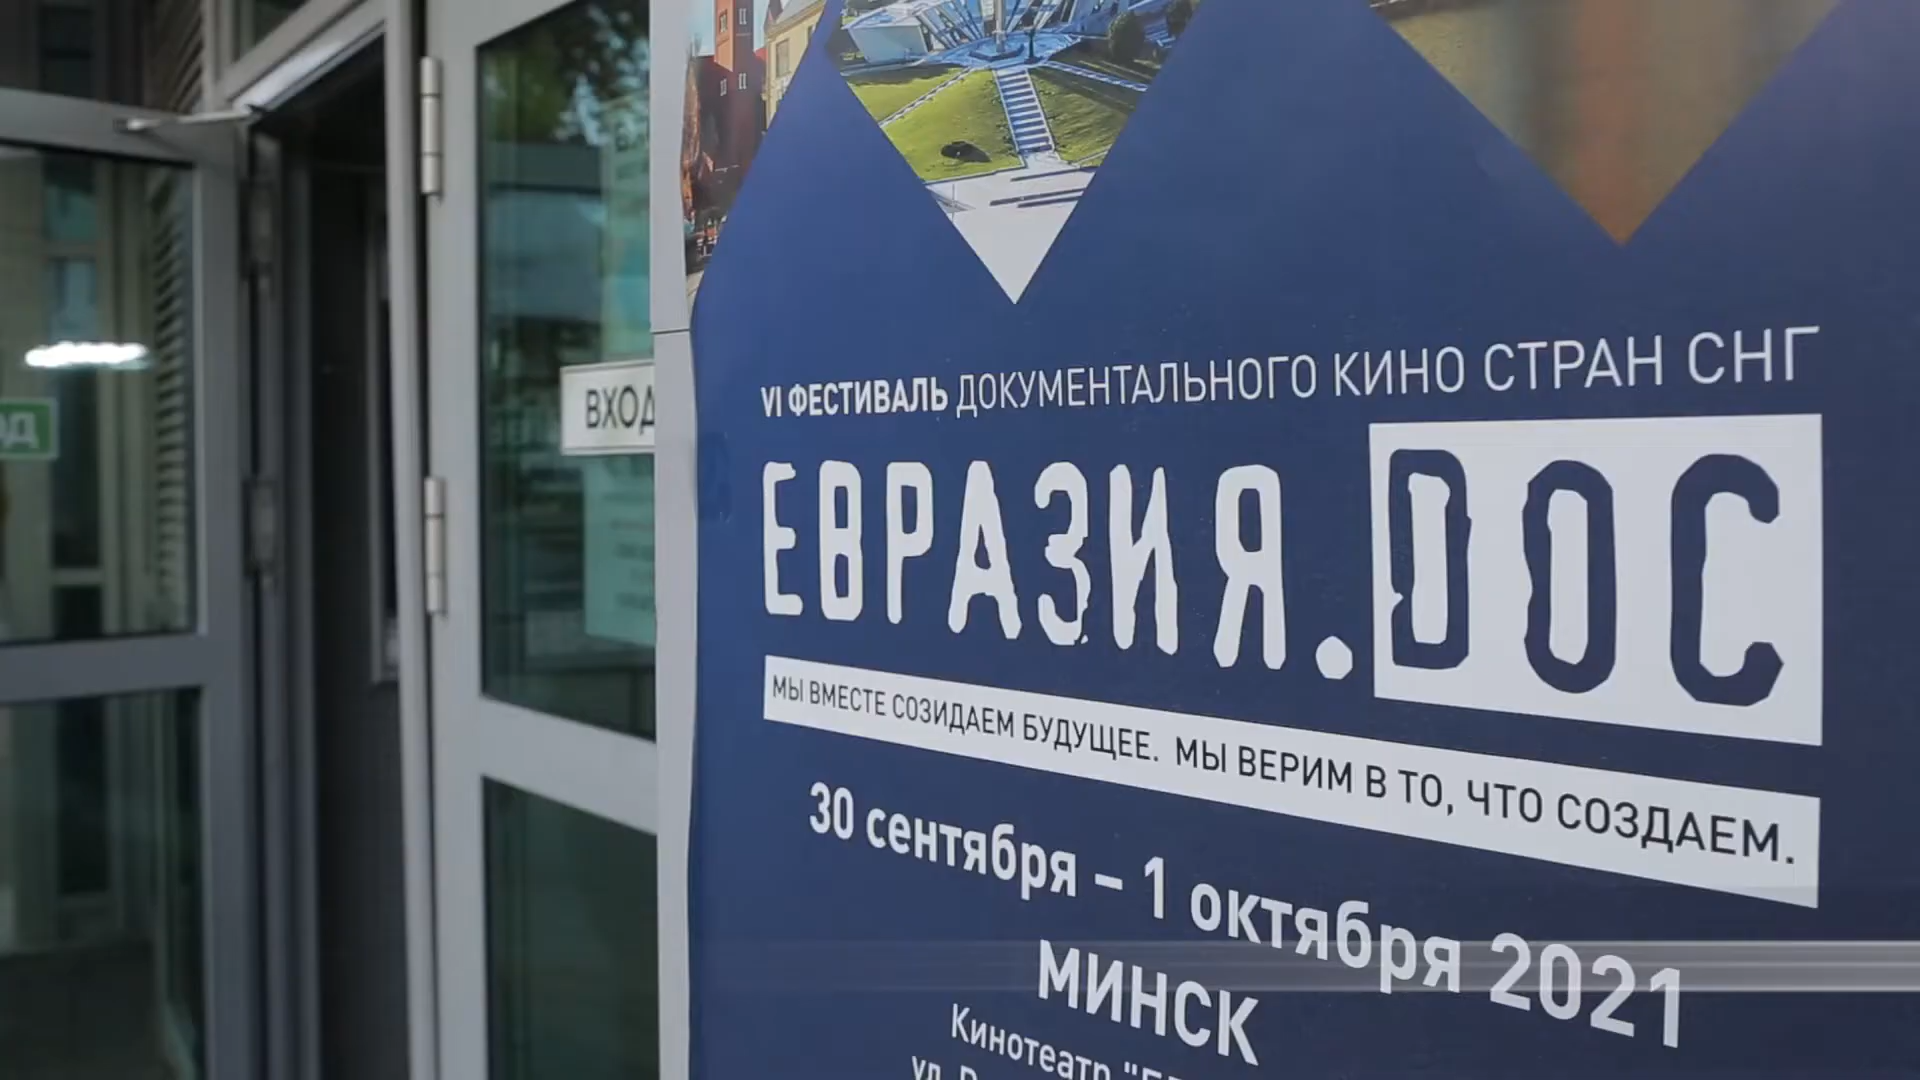 VI ФЕСТИВАЛЬ ДОКУМЕНТАЛЬНОГО КИНО СТРАН СНГ
ЕВРАЗИЯ.DOC
МЫ ВМЕСТЕ СОЗИДАЕМ БУДУЩЕЕ. МЫ ВЕРИМ В ТО, ЧТО СОЗДАЕМ.
30 сентября – 1 октября 2021
МИНСК
Кинотеатр
ул.
ВХОД